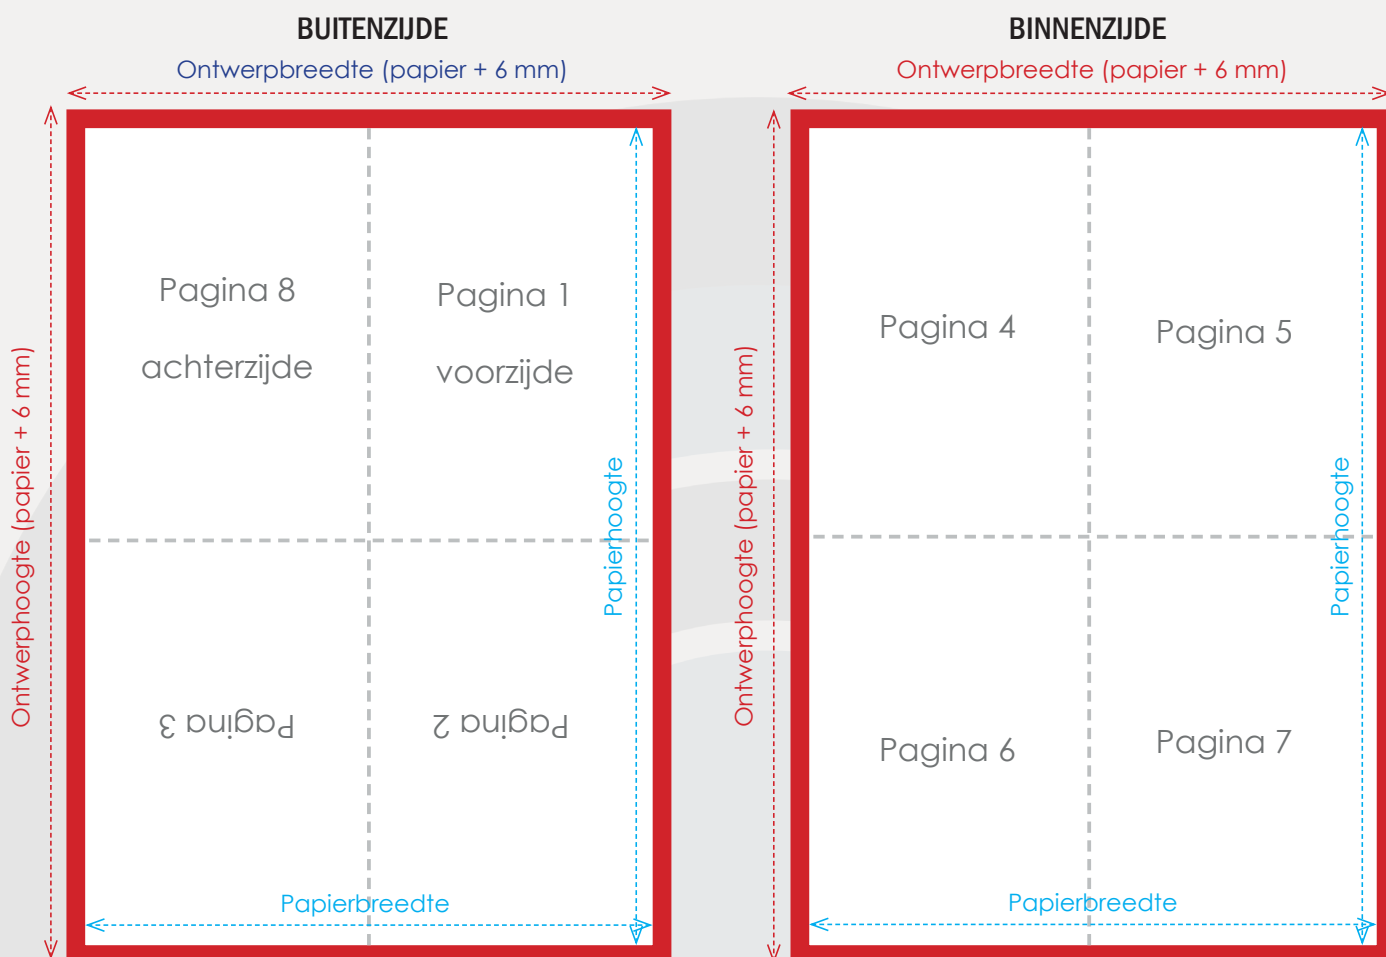 BUITENZIJDE
Ontwerpbreedte (papier + 6 mm)
Ontwerphoogte (papier + 6 mm)
Pagina 8
achterzijde
Pagina 1
voorzijde
Papierhoogte
Pagina 3
Pagina 2
Papierbreedte
BINNENZIJDE
Ontwerpbreedte (papier + 6 mm)
Ontwerphoogte (papier + 6 mm)
Pagina 4
Pagina 5
Papierhoogte
Pagina 6
Pagina 7
Papierbreedte